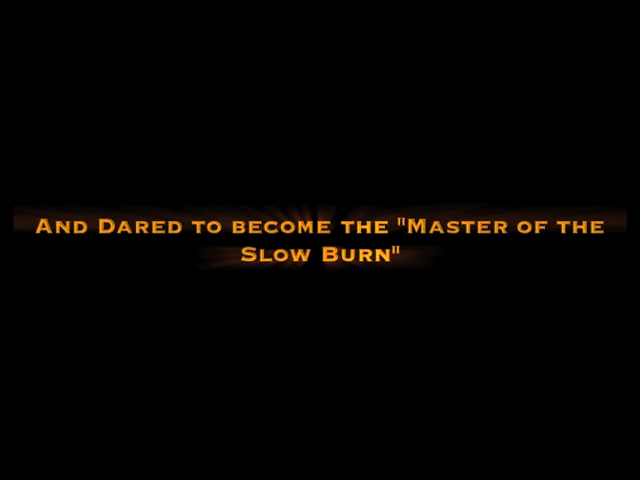 And Dared to become the "Master of the
Slow Burn"